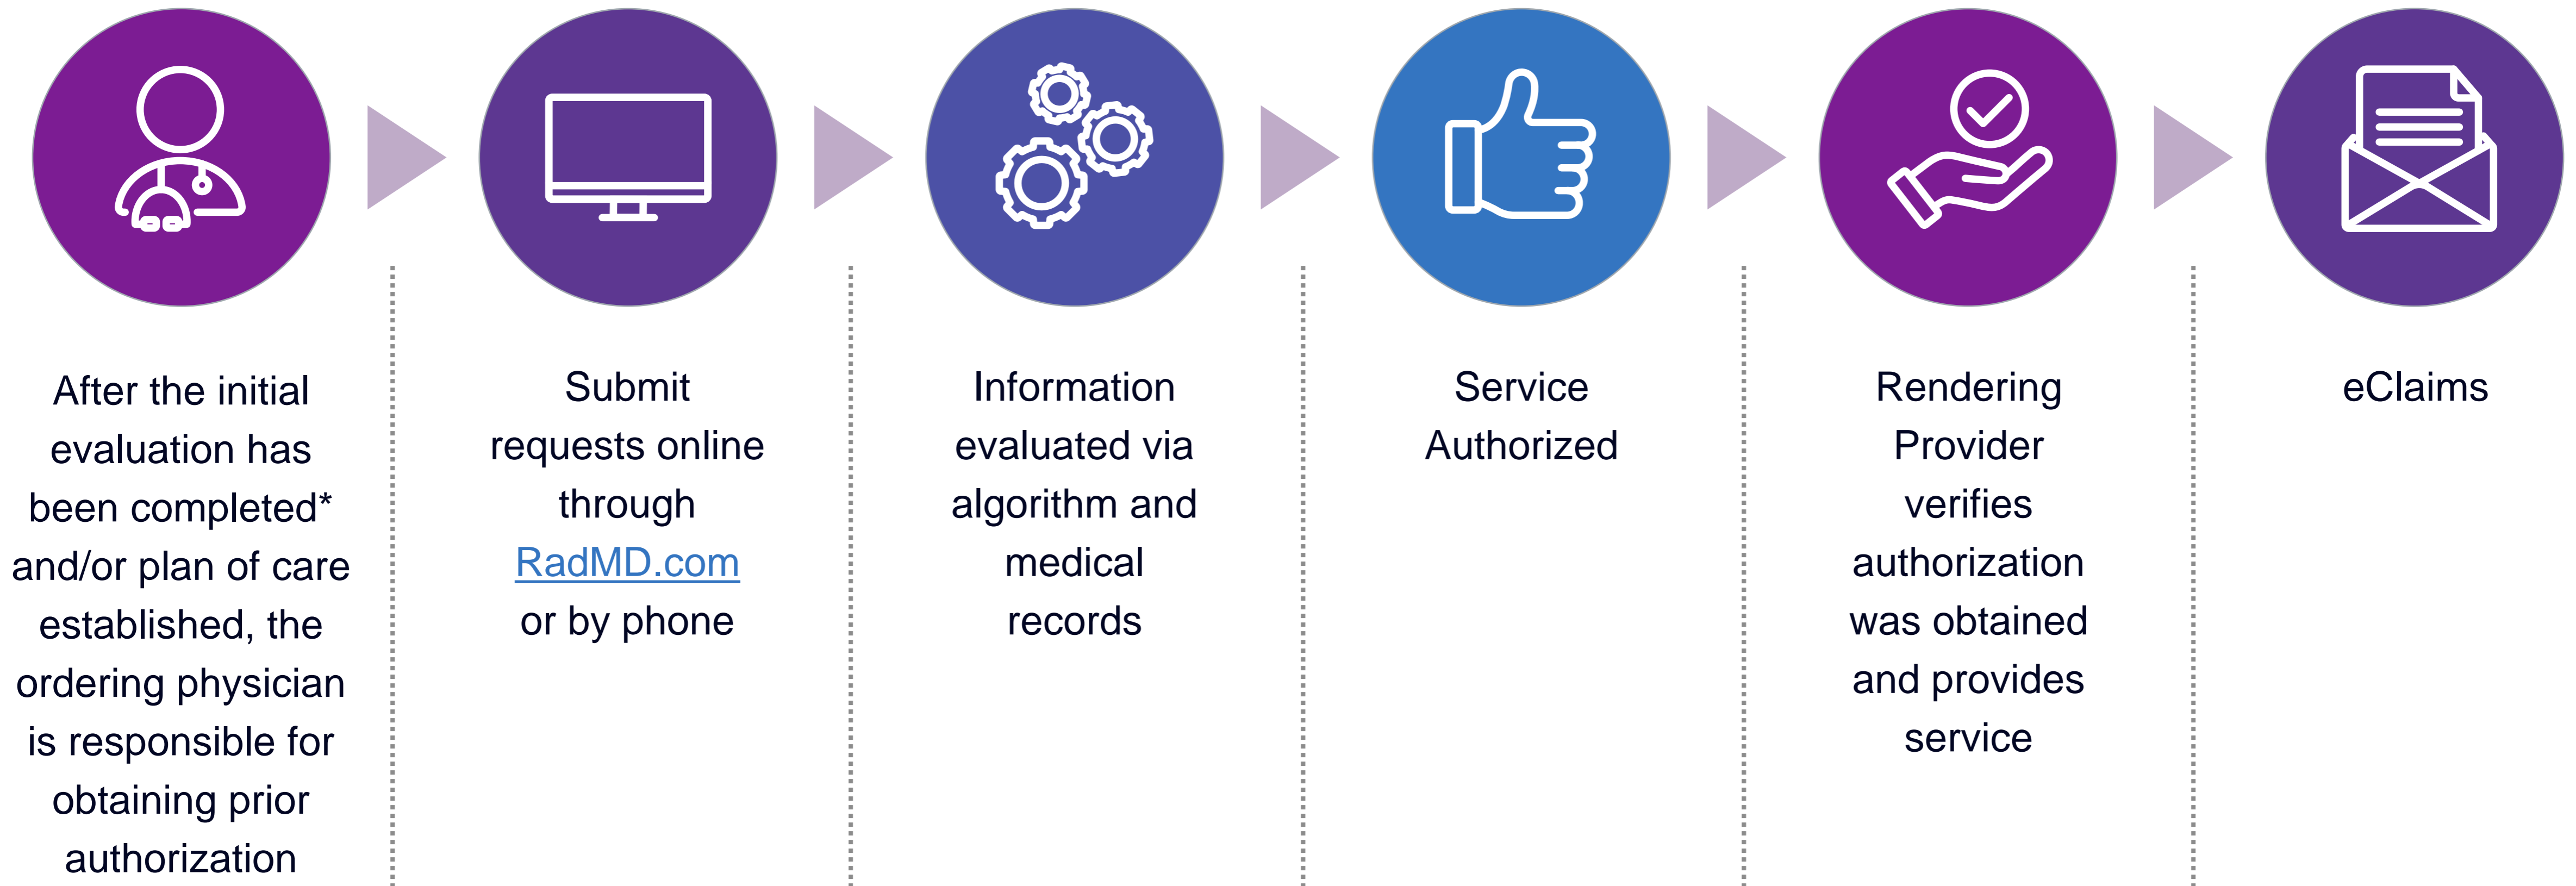 After the initial
evaluation has
been completed*
and/or plan of care
established, the
ordering physician
is responsible for
obtaining prior
authorization
Submit
requests online
through
RadMD.com
or by phone
Information
evaluated via
algorithm and
medical
records
Service
Authorized
Rendering
Provider
verifies
authorization
was obtained
and provides
service
eClaims